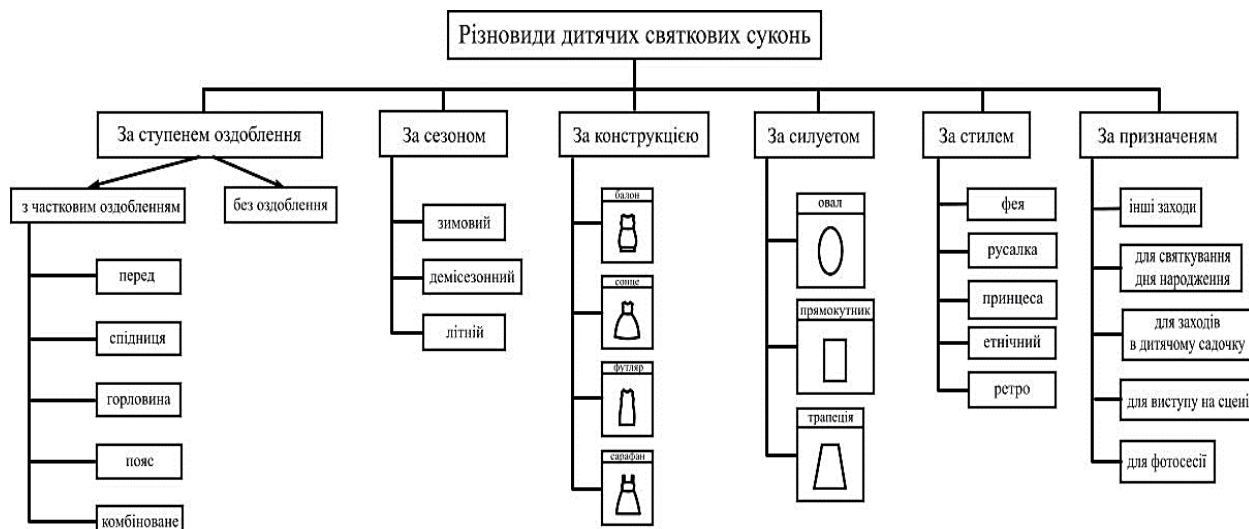 Різновиди дитячих святкових суконь
За ступенем оздоблення
За сезоном
За конструкцією
За силуетом
За стилем
За призначеням
з частковим оздобленням
без оздоблення
перед
спідниця
горловина
пояс
комбіноване
зимовий
демісезонний
літній
балон
сонце
футляр
сарафан
овал
прямокутник
трапеція
фея
русалка
принцеса
етнічний
ретро
інші заходи
для святкування
дня народження
для заходів
в дитячому садочку
для виступу на сцені
для фотосесії